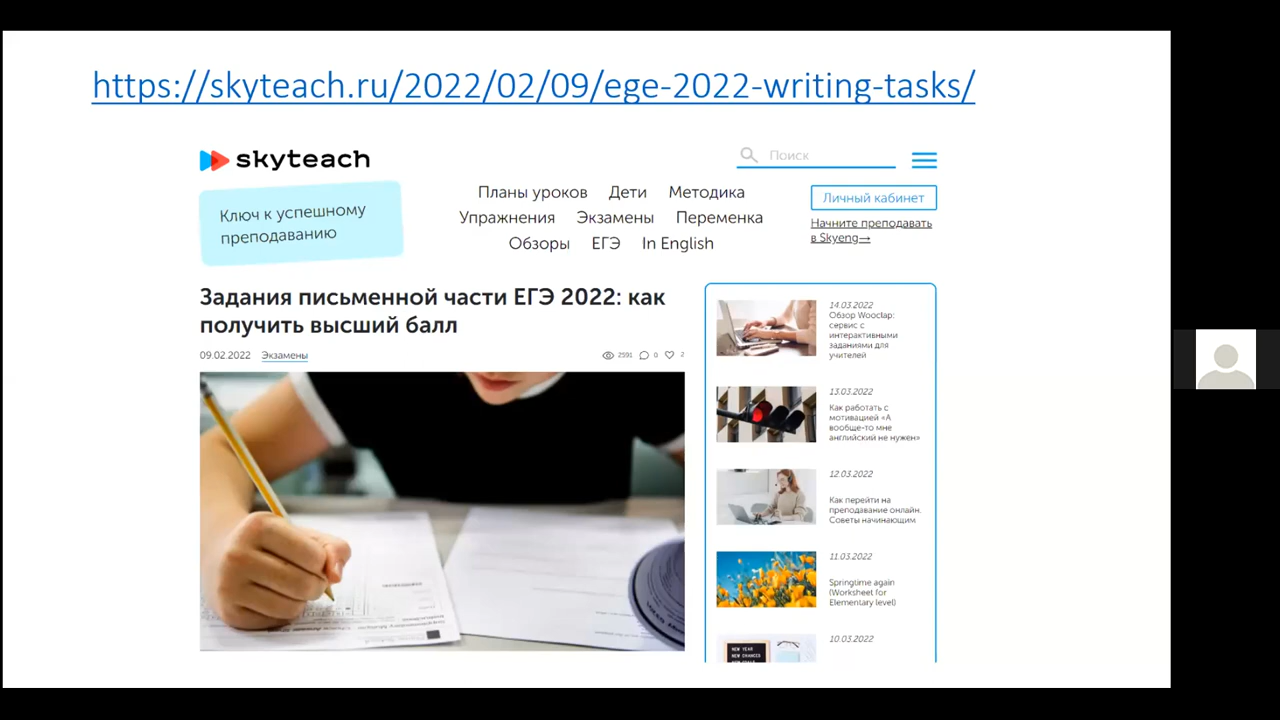 https://skyteach.ru/2022/02/09/ege-2022-writing-tasks/
skyteach
Поиск
Ключ к успешному
преподаванию
Планы уроков Дети Методика
Упражнения Экзамены Переменка
Обзоры ЕГЭ In English
Личный кабинет
Начните преподавать
в Skyeng→
Задания письменной части ЕГЭ 2022: как
получить высший балл
09.02.2022 Экзамены
2591 0 2
14.03.2022
Обзор Wooclap:
сервис с
интерактивными
заданиями для
учителей
13.03.2022
Как работать с
мотивацией «А
вообще-то мне
английский не нужен»
12.03.2022
Как перейти на
преподавание онлайн.
Советы начинающим
11.03.2022
Springtime again
(Worksheet for
Elementary level)
10.03.2022
NEW YEAR
NEW CHANCES